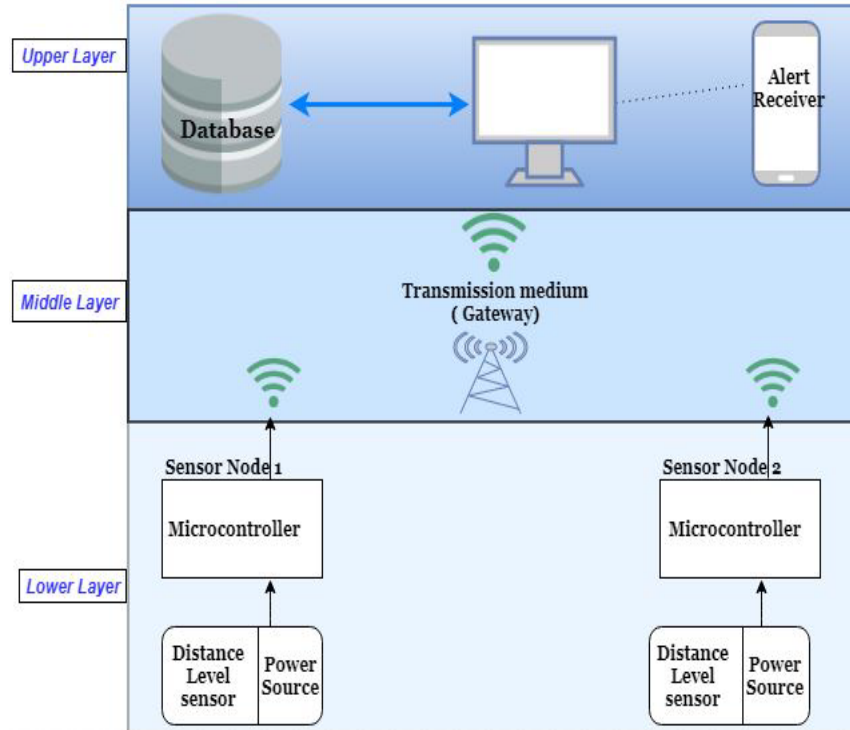 Upper Layer
Database
Alert
Receiver
Middle Layer
Transmission medium
( Gateway)
Sensor Node 1
Microcontroller
Sensor Node 2
Microcontroller
Lower Layer
Distance
Level
sensor
Power
Source
Distance
Level
sensor
Power
Source